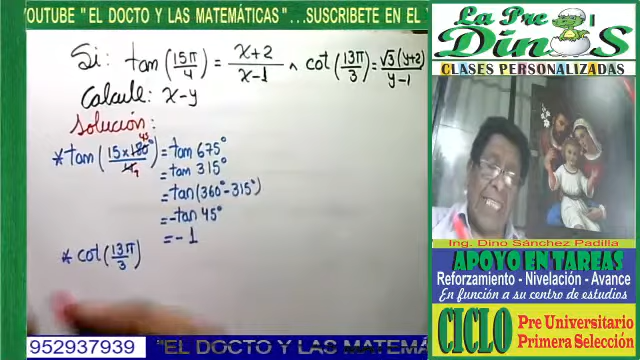 YOUTUBE "EL DOCTO Y LAS MATEMÁTICAS" ...SUSCRIBETE EN EL Y
La Pre
DinoS
CLASES PERSONALIZADAS
Si: tan(15π/4) = (x+2)/(x-1) ∧ cot(13π/3) = √3(y+2)/(y-1)
Calcule: x-y
Solución:
* tan(15×180°/4) = tan 675°
= tan 315°
= tan(360°-315°)
= -tan 45°
= -1
* cot(13π/3)
Ing. Dino Sánchez Padilla
APOYO EN TAREAS
Reforzamiento - Nivelación - Avance
En función a su centro de estudios
CICLO Pre Universitario
Primera Selección
952937939 "EL DOCTO Y LAS MATEMÁ